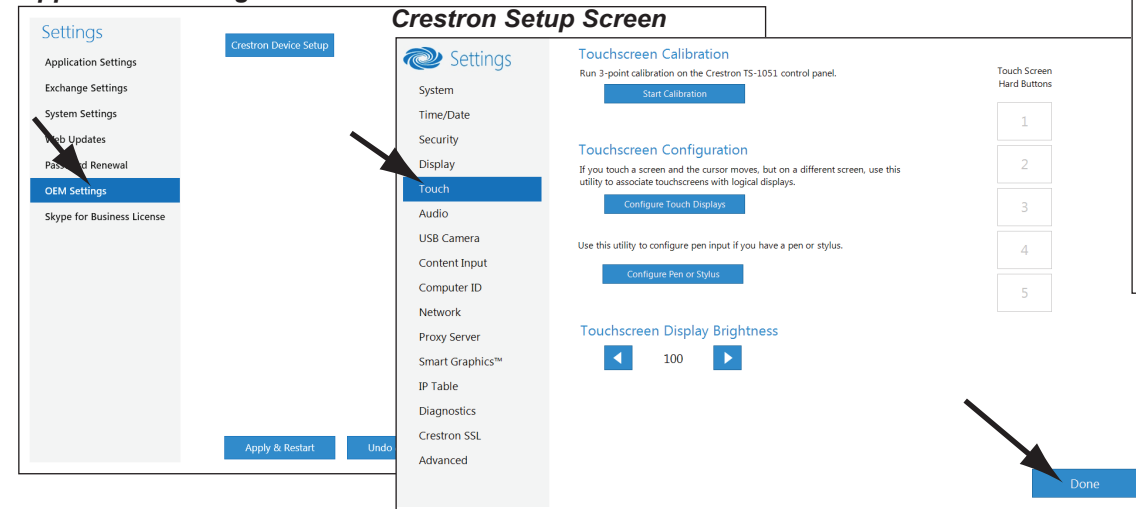 Crestron Setup Screen
Settings
Application Settings
Exchange Settings
System Settings
Web Updates
Password Renewal
OEM Settings
Skype for Business License
Crestron Device Setup
Apply & Restart
Undo
Settings
System
Time/Date
Security
Display
Touch
Audio
USB Camera
Content Input
Computer ID
Network
Proxy Server
Smart Graphics™
IP Table
Diagnostics
Crestron SSL
Advanced
Touchscreen Calibration
Run 3-point calibration on the Crestron TS-1051 control panel.
Start Calibration
Touchscreen Configuration
If you touch a screen and the cursor moves, but on a different screen, use this
utility to associate touchscreens with logical displays.
Configure Touch Displays
Use this utility to configure pen input if you have a pen or stylus.
Configure Pen or Stylus
Touchscreen Display Brightness
100
Touch Screen
Hard Buttons
1
2
3
4
5
Done